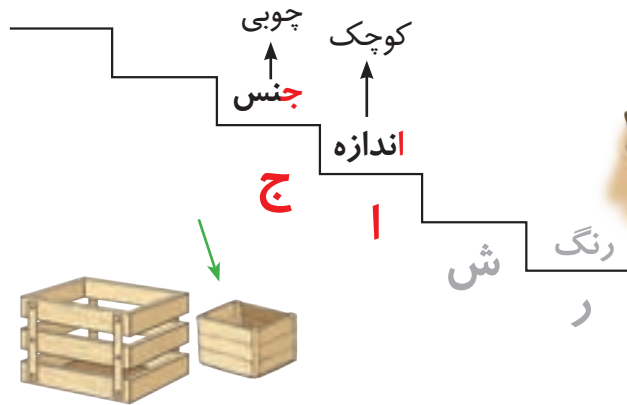 کوچک
چوبی
اندازه
جنس
رنگ
ر
ش
ا
ج